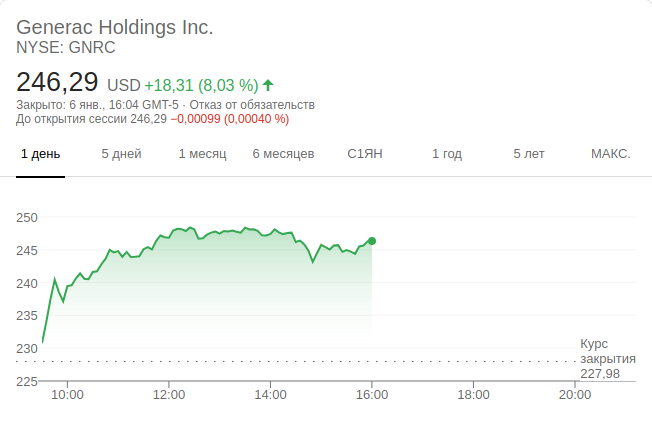 Generac Holdings Inc.
NYSE: GNRC
246,29 USD +18,31 (8,03 %)
Закрыто: 6 янв., 16:04 GMT-5 · Отказ от обязательств
До открытия сессии 246,29 −0,00099 (0,00040 %)
1 день 5 дней 1 месяц 6 месяцев С1ЯН 1 год 5 лет МАКС.
250
245
240
235
230
Курс
закрытия
227,98
225
10:00 12:00 14:00 16:00 18:00 20:00